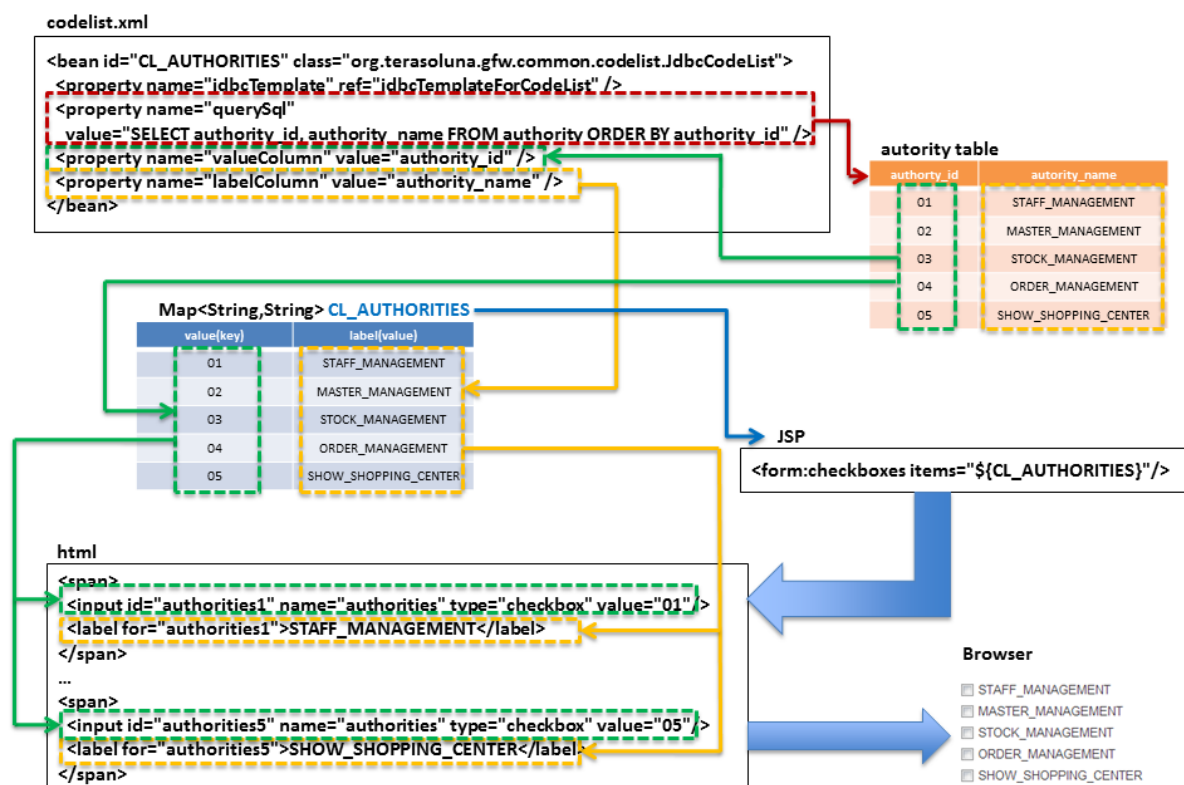 codelist.xml
<bean id="CL_AUTHORITIES" class="org.terasoluna.gfw.common.codelist.JdbcCodeList">
<property name="jdbcTemplate" ref="jdbcTemplateForCodeList" />
<property name="querySql"
value="SELECT authority_id, authority_name FROM authority ORDER BY authority_id" />
<property name="valueColumn" value="authority_id" />
<property name="labelColumn" value="authority_name" />
</bean>
autority table
authorty_id autority_name
01 STAFF_MANAGEMENT
02 MASTER_MANAGEMENT
03 STOCK_MANAGEMENT
04 ORDER_MANAGEMENT
05 SHOW_SHOPPING_CENTER
Map<String,String> CL_AUTHORITIES
value(key) label(value)
01 STAFF_MANAGEMENT
02 MASTER_MANAGEMENT
03 STOCK_MANAGEMENT
04 ORDER_MANAGEMENT
05 SHOW_SHOPPING_CENTER
JSP
<form:checkboxes items="${CL_AUTHORITIES}"/>
html
<span>
<input id="authorities1" name="authorities" type="checkbox" value="01"/>
<label for="authorities1">STAFF_MANAGEMENT</label>
</span>
...
<span>
<input id="authorities5" name="authorities" type="checkbox" value="05"/>
<label for="authorities5">SHOW_SHOPPING_CENTER</label>
</span>
Browser
STAFF_MANAGEMENT
MASTER_MANAGEMENT
STOCK_MANAGEMENT
ORDER_MANAGEMENT
SHOW_SHOPPING_CENTER